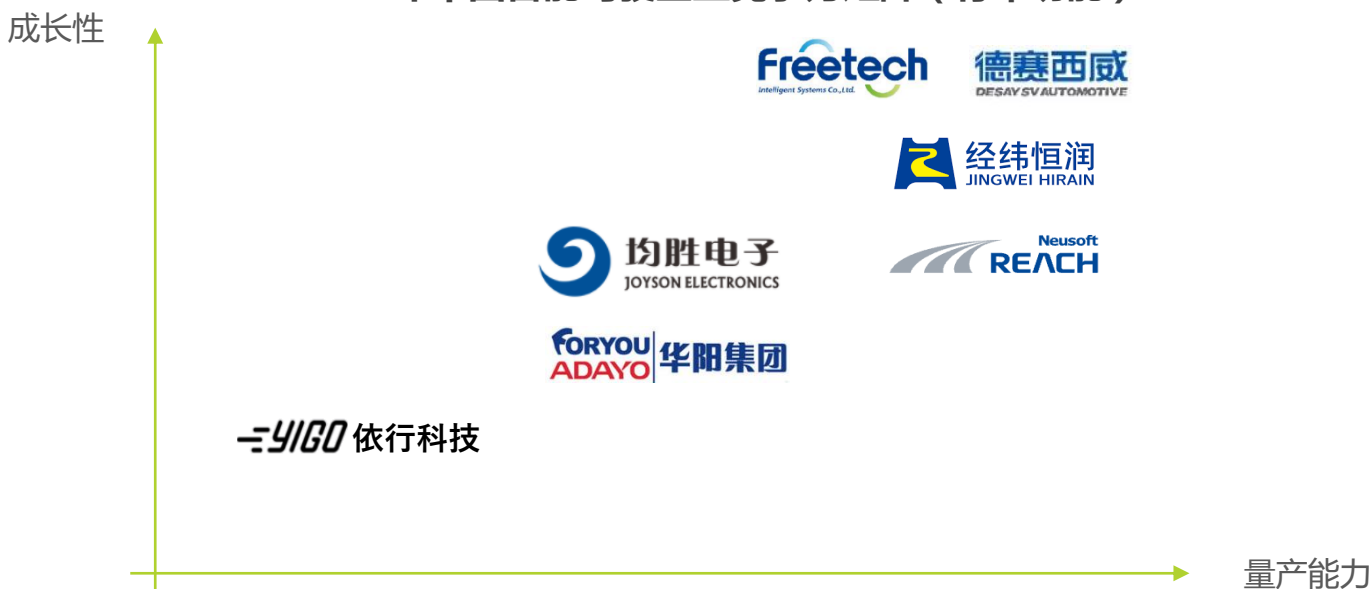 成长性
Freetech
Intelligent Systems Co.,Ltd.
德赛西威
DESAY SV AUTOMOTIVE
经纬恒润
JINGWEI HIRAIN
均胜电子
JOYSON ELECTRONICS
Neusoft
REACH
FORYOU
ADAYO
华阳集团
YIGO 依行科技
量产能力